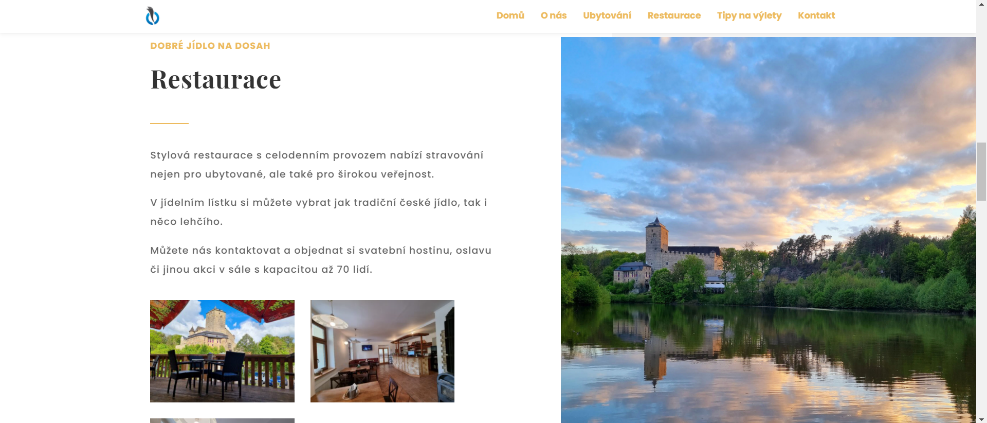 Domů O nás Ubytování Restaurace Tipy na výlety Kontakt
DOBRÉ JÍDLO NA DOSAH
Restaurace
Stylová restaurace s celodenním provozem nabízí stravování
nejen pro ubytované, ale také pro širokou veřejnost.
V jídelním lístku si můžete vybrat jak tradiční české jídlo, tak i
něco lehčího.
Můžete nás kontaktovat a objednat si svatební hostinu, oslavu
či jinou akci v sále s kapacitou až 70 lidí.